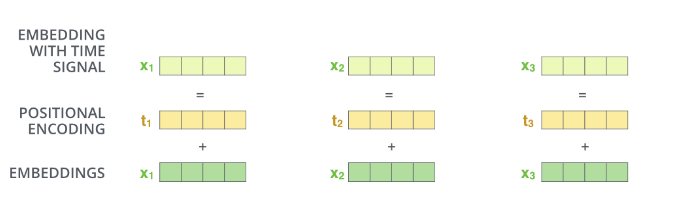 EMBEDDING
WITH TIME
SIGNAL
x₁ x₂ x₃
= = =
POSITIONAL
ENCODING
t₁ t₂ t₃
+ + +
EMBEDDINGS
x₁ x₂ x₃